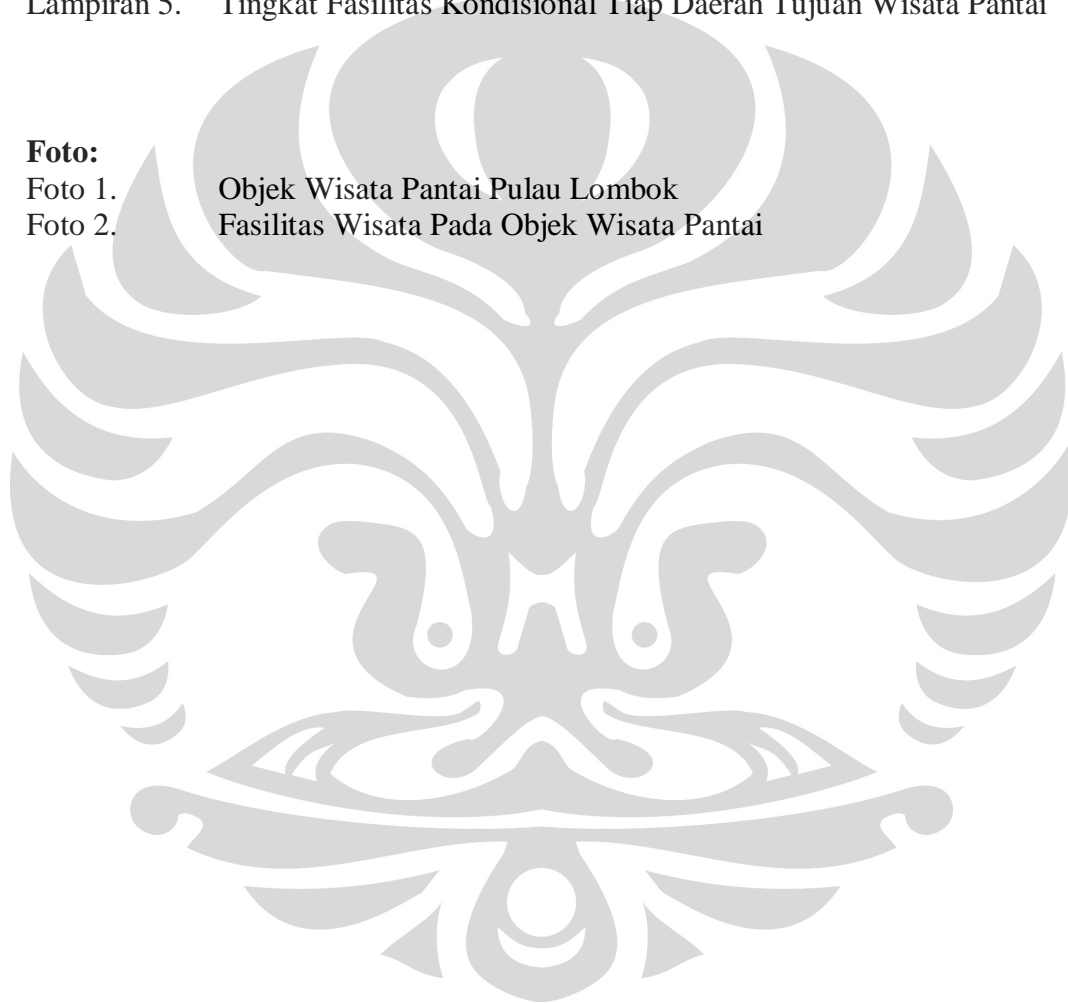 Lampiran 5. Tingkat Fasilitas Kondisional Tiap Daerah Tujuan Wisata Pantai
Foto:
Foto 1. Objek Wisata Pantai Pulau Lombok
Foto 2. Fasilitas Wisata Pada Objek Wisata Pantai